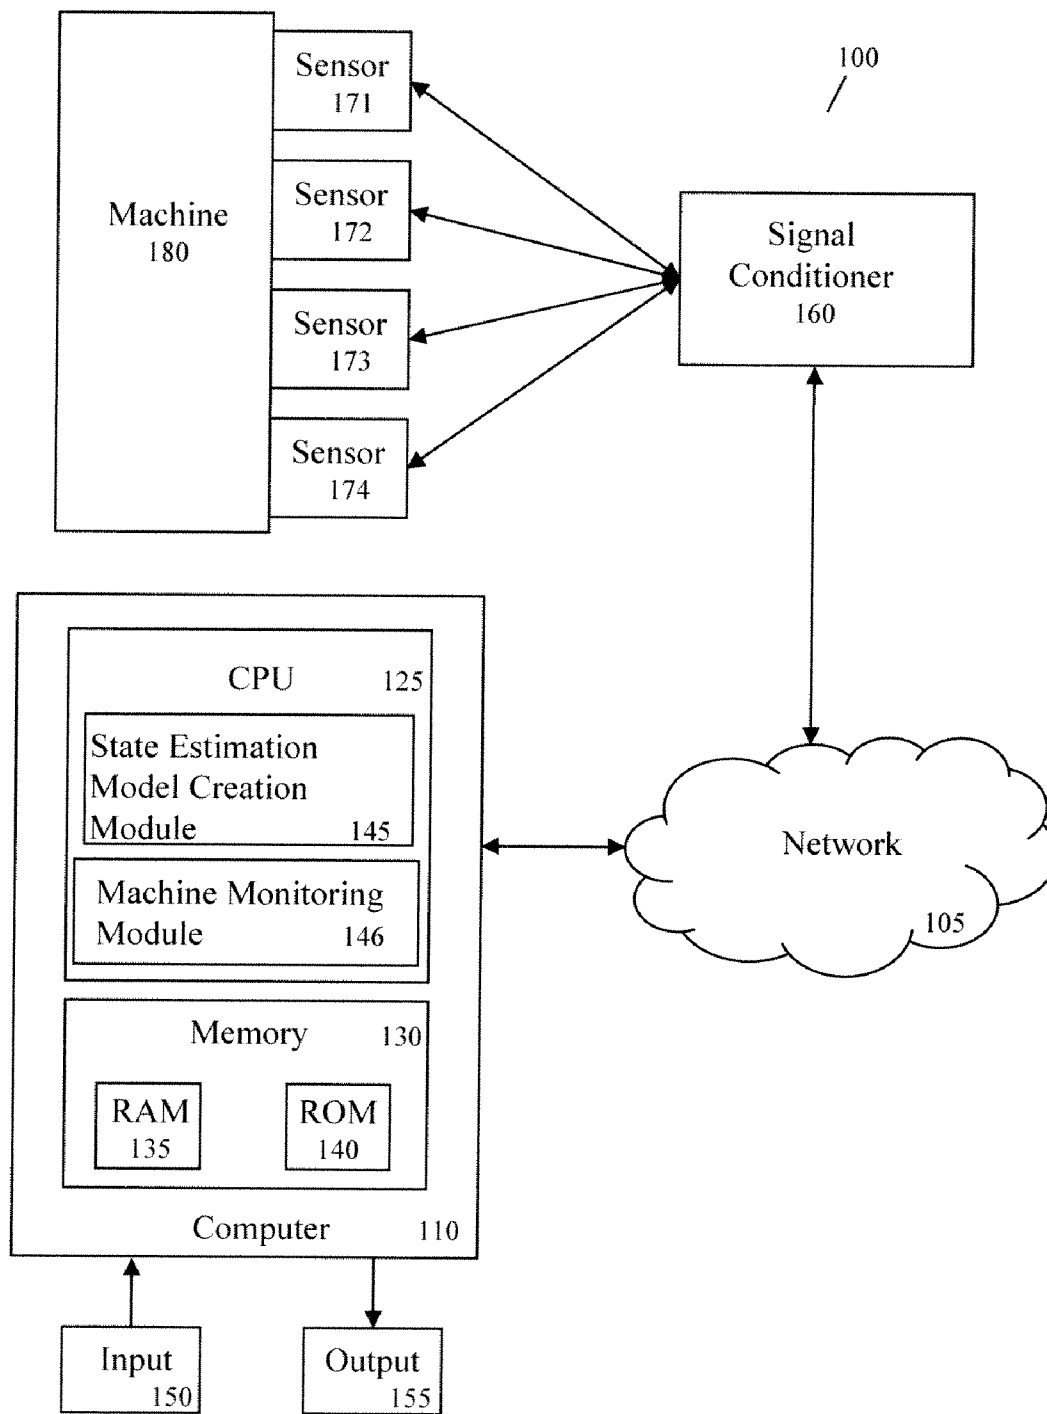 Sensor
171
100
Sensor
172
Machine
180
Signal
Conditioner
160
Sensor
173
Sensor
174
CPU 125
State Estimation
Model Creation
Module 145
Machine Monitoring
Module 146
Network
105
Memory 130
RAM
135
ROM
140
Computer 110
Input
150
Output
155